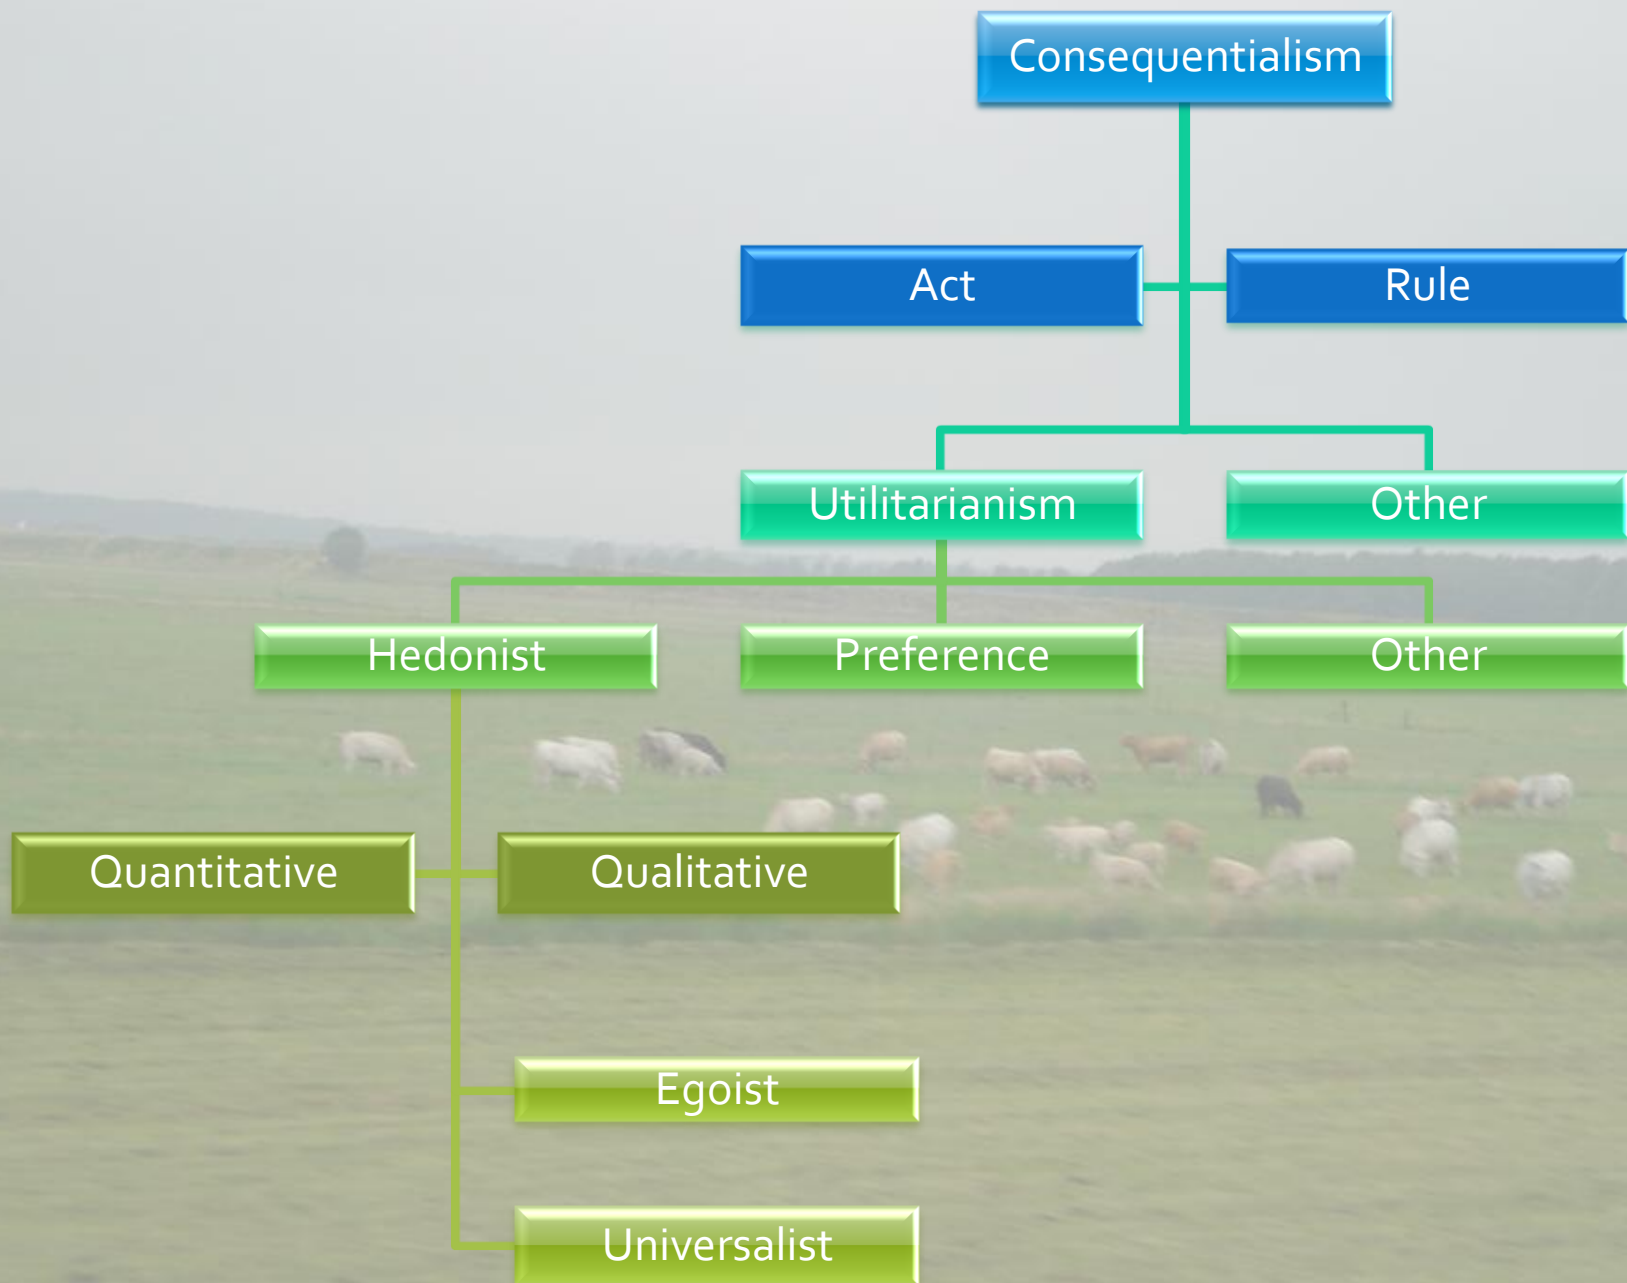 Consequentialism
Act
Rule
Utilitarianism
Other
Hedonist
Preference
Other
Quantitative
Qualitative
Egoist
Universalist